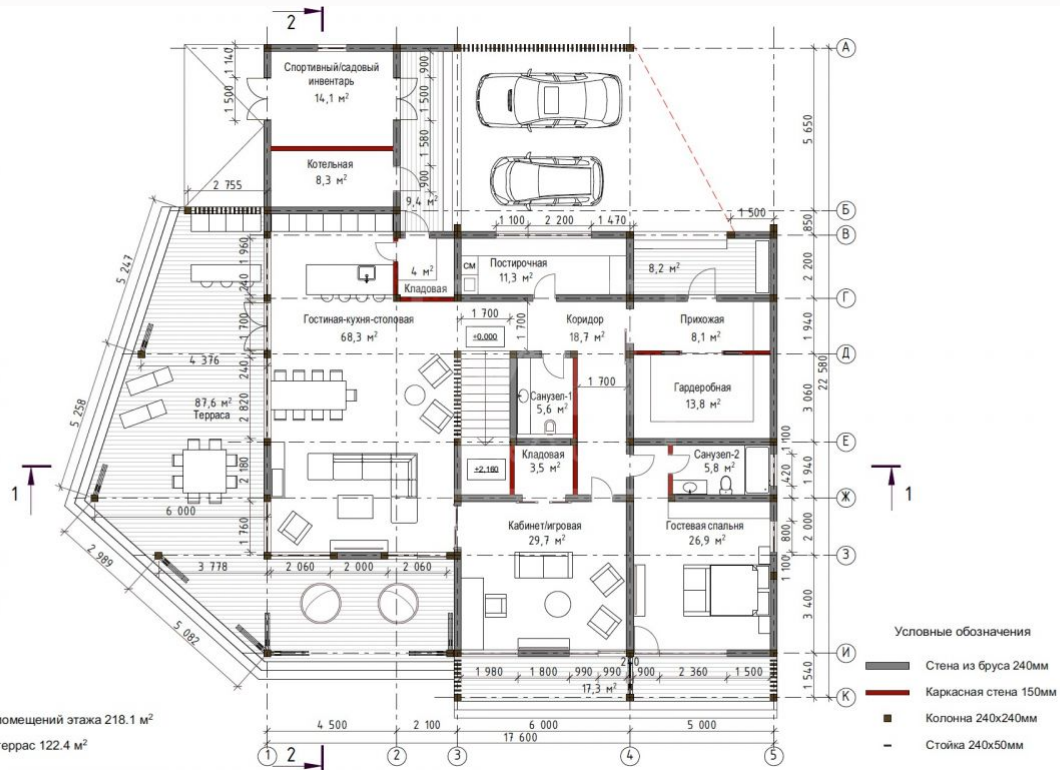 2
А
Спортивный/садовый
инвентарь
14,1 м²
1 140
1 500
900
1 500
1 580
900
5 650
Котельная
8,3 м²
9,4 м²
2 755
1 100
2 200
1 470
1 500
Б
850
В
СМ
Постирочная
11,3 м²
8,2 м²
2 200
4 м²
Кладовая
1 960
240
5 247
Г
Гостиная-кухня-столовая
68,3 м²
1 700
+0.000
1 700
Коридор
18,7 м²
Прихожая
8,1 м²
1 940
1 700
Д
22 580
4 376
240
1 700
Санузел-1
5,6 м²
Гардеробная
13,8 м²
3 060
87,6 м²
Терраса
2 820
5 258
Е
1 100
Кладовая
3,5 м²
+2,160
Санузел-2
5,8 м²
420
1 940
2 180
1
1
Ж
6 000
Кабинет/игровая
29,7 м²
Гостевая спальня
26,9 м²
1 760
800
2 000
2 989
З
3 778
2 060
2 000
2 060
1 100
3 400
5 082
И
240
1 980
1 800
990
990
900
2 360
1 500
17,3 м²
1 540
К
4 500
2 100
6 000
5 000
17 600
1
2
3
4
5
2
помещений этажа 218.1 м²
террас 122.4 м²
Условные обозначения
Стена из бруса 240мм
Каркасная стена 150мм
Колонна 240х240мм
Стойка 240х50мм